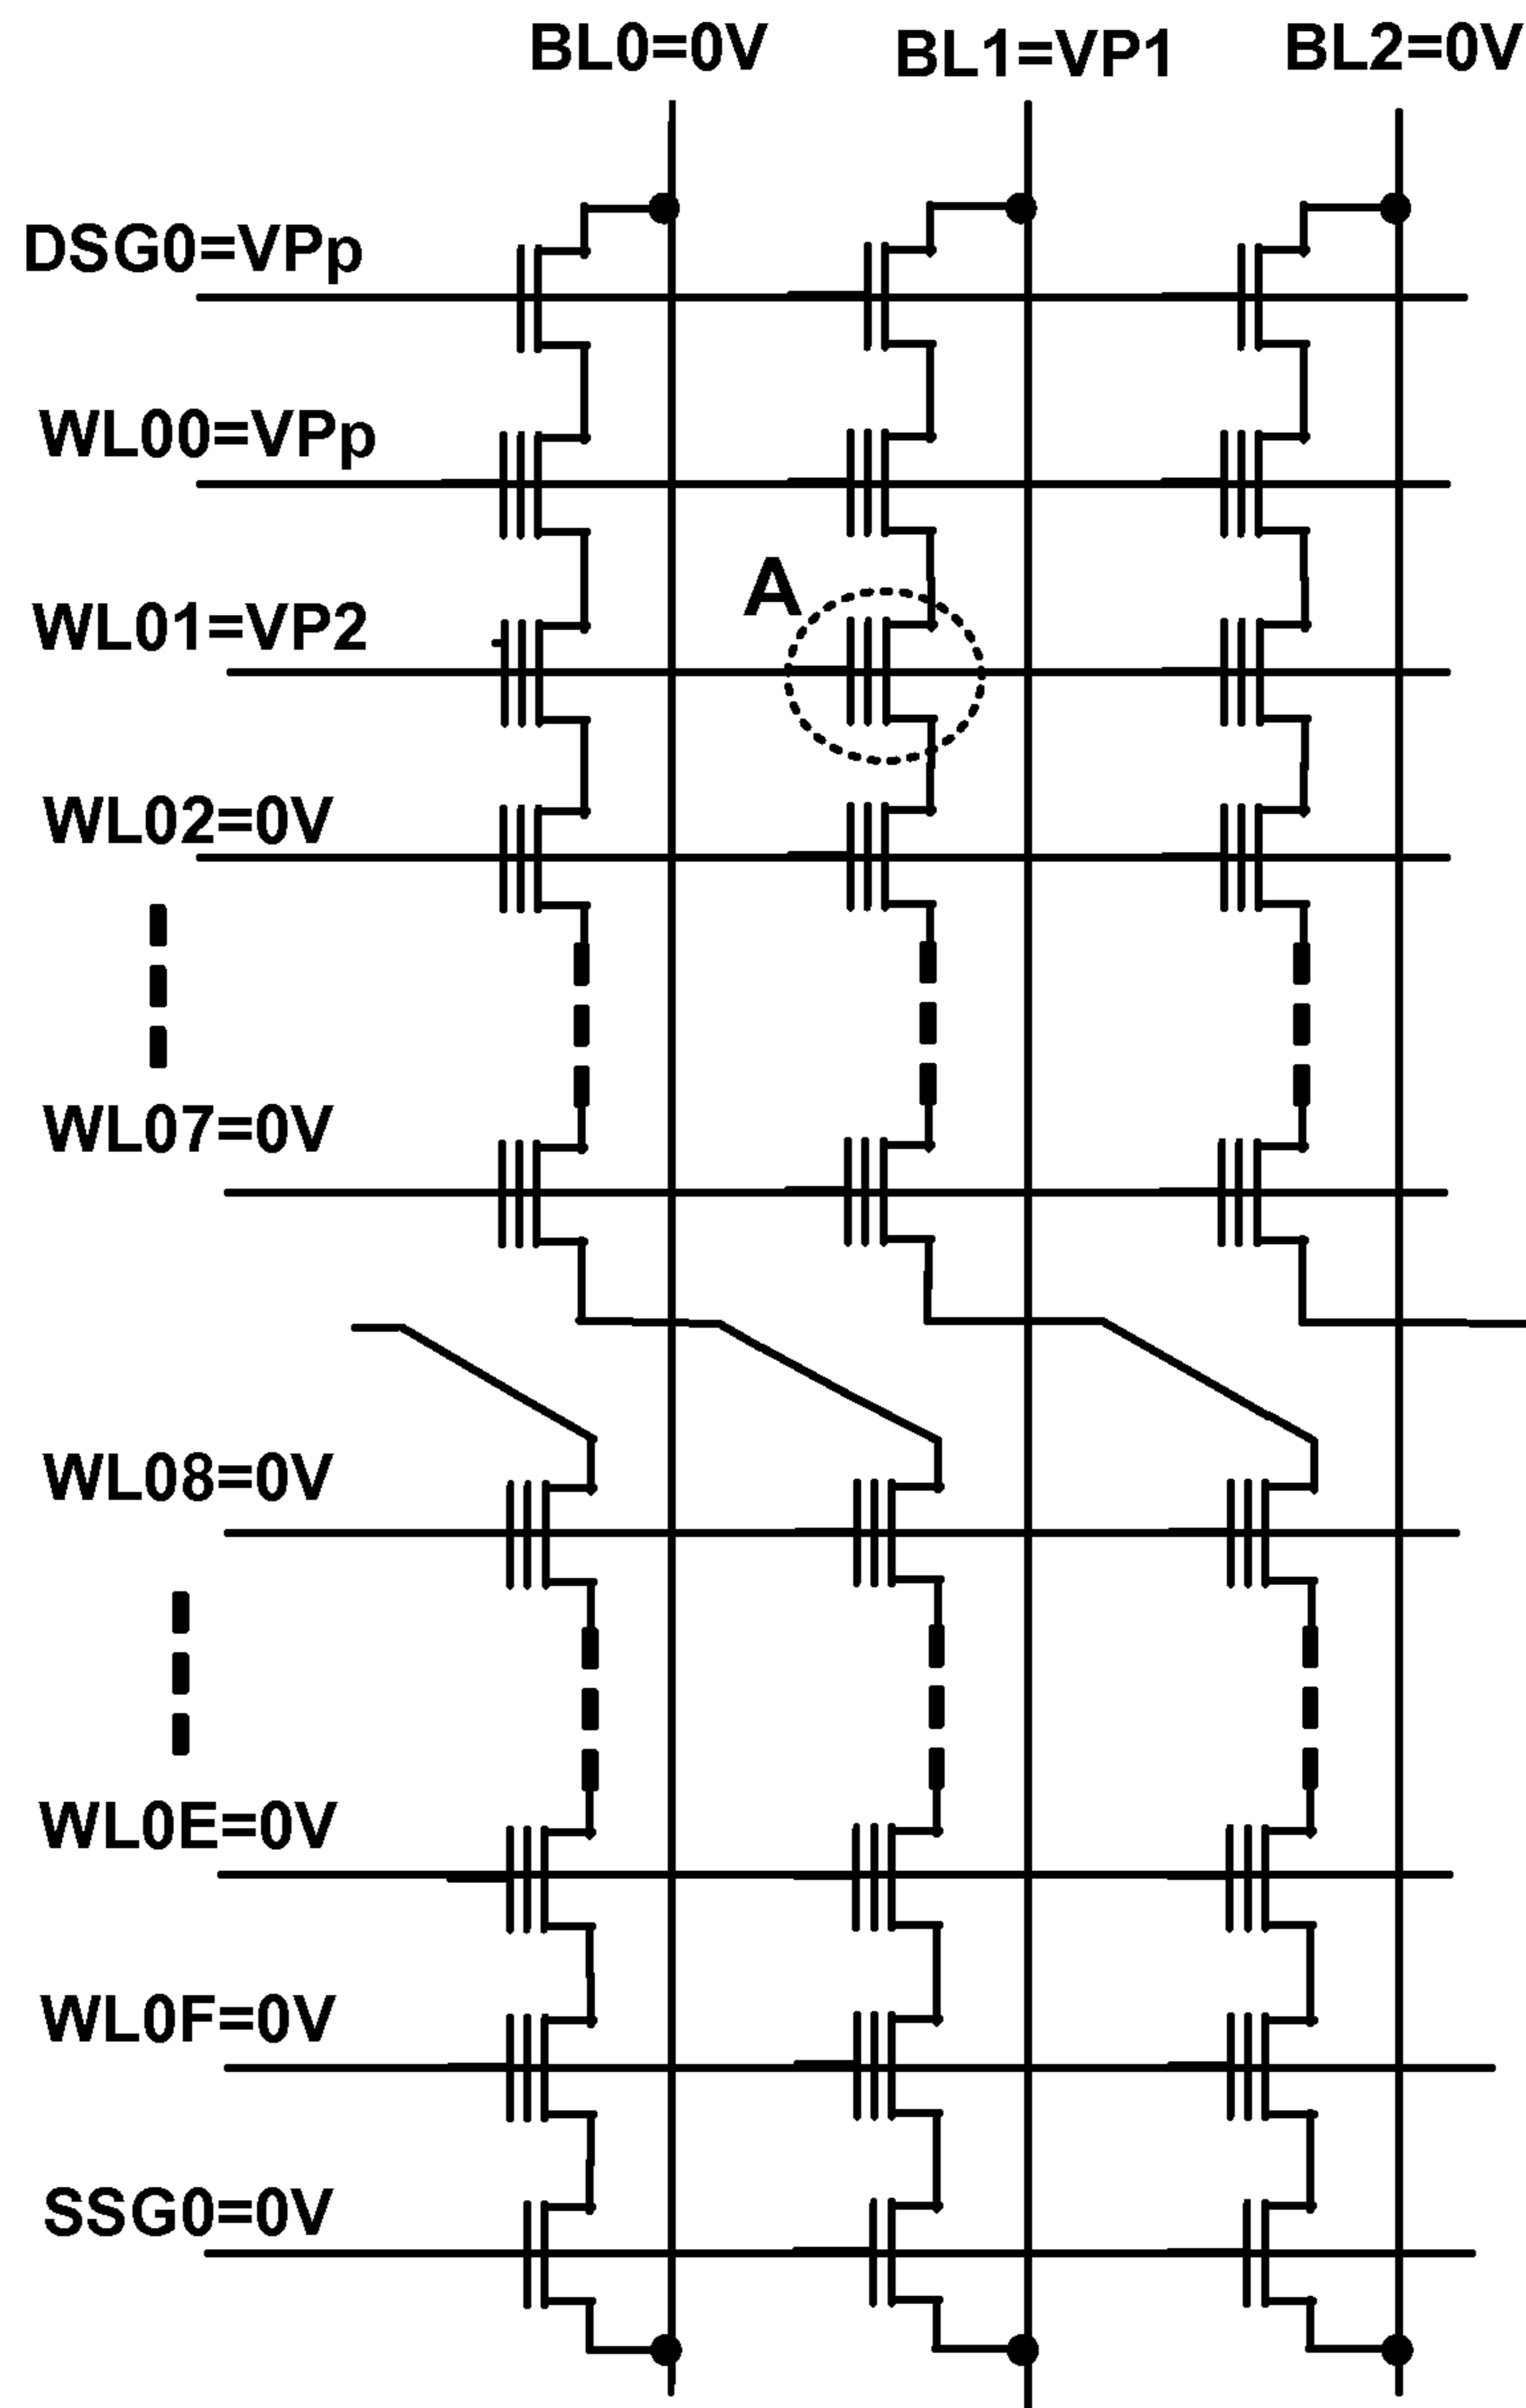 BL0=0V BL1=VP1 BL2=0V
DSG0=VPp
WL00=VPp
A
WL01=VP2
WL02=0V
WL07=0V
WL08=0V
WL0E=0V
WL0F=0V
SSG0=0V